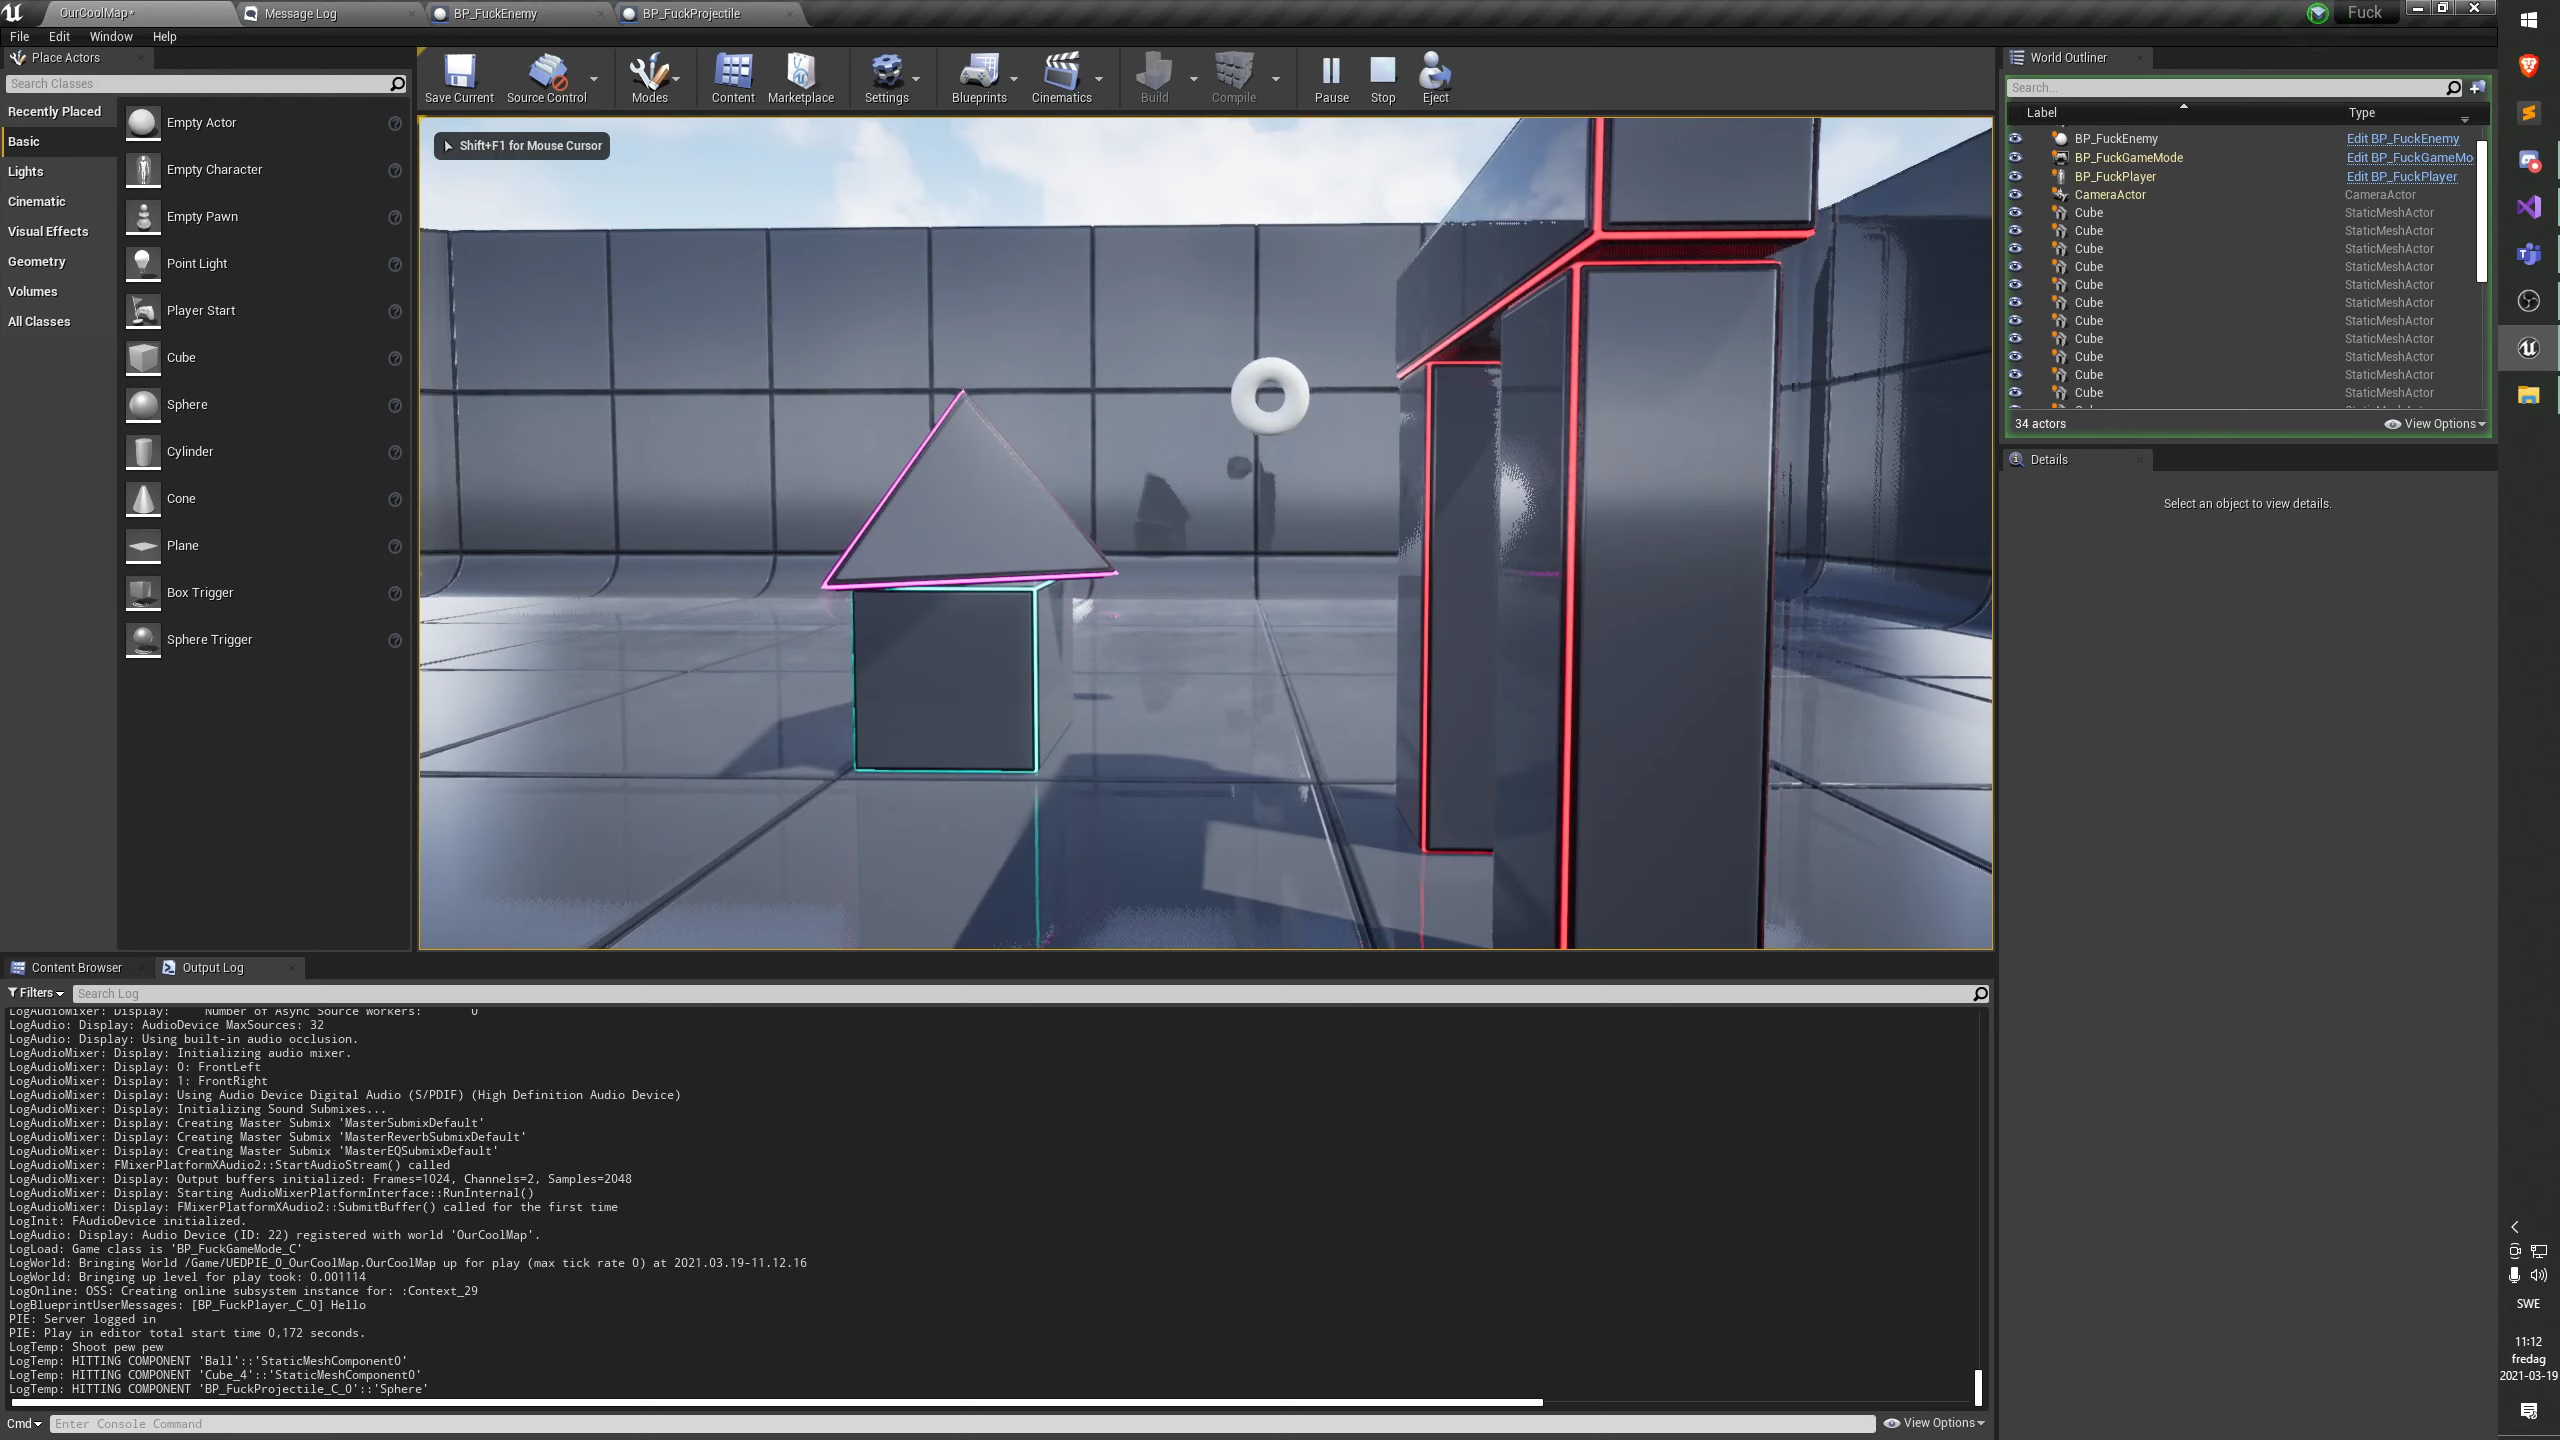 OurCoolMap*
Message Log
BP_FuckEnemy
BP_FuckProjectile
Fuck
File
Edit
Window
Help
Place Actors
Search Classes
Recently Placed
Basic
Lights
Cinematic
Visual Effects
Geometry
Volumes
All Classes
Empty Actor
Empty Character
Empty Pawn
Point Light
Player Start
Cube
Sphere
Cylinder
Cone
Plane
Box Trigger
Sphere Trigger
Save Current
Source Control
Modes
Content
Marketplace
Settings
Blueprints
Cinematics
Build
Compile
Pause
Stop
Eject
Shift+F1 for Mouse Cursor
World Outliner
Search...
Label Type
BP_FuckEnemy Edit BP_FuckEnemy
BP_FuckGameMode Edit BP_FuckGameMo
BP_FuckPlayer Edit BP_FuckPlayer
CameraActor CameraActor
Cube StaticMeshActor
Cube StaticMeshActor
Cube StaticMeshActor
Cube StaticMeshActor
Cube StaticMeshActor
Cube StaticMeshActor
Cube StaticMeshActor
Cube StaticMeshActor
Cube StaticMeshActor
Cube StaticMeshActor
Cube StaticMeshActor
34 actors
View Options
Details
Select an object to view details.
Content Browser
Output Log
Filters
Search Log
LogAudioMixer: Display: Number of Async Source Workers: 0
LogAudio: Display: AudioDevice MaxSources: 32
LogAudio: Display: Using built-in audio occlusion.
LogAudioMixer: Display: Initializing audio mixer.
LogAudioMixer: Display: 0: FrontLeft
LogAudioMixer: Display: 1: FrontRight
LogAudioMixer: Display: Using Audio Device Digital Audio (S/PDIF) (High Definition Audio Device)
LogAudioMixer: Display: Initializing Sound Submixes...
LogAudioMixer: Display: Creating Master Submix 'MasterSubmixDefault'
LogAudioMixer: Display: Creating Master Submix 'MasterReverbSubmixDefault'
LogAudioMixer: Display: Creating Master Submix 'MasterEQSubmixDefault'
LogAudioMixer: FMixerPlatformXAudio2::StartAudioStream() called
LogAudioMixer: Display: Output buffers initialized: Frames=1024, Channels=2, Samples=2048
LogAudioMixer: Display: Starting AudioMixerPlatformInterface::RunInternal()
LogAudioMixer: Display: FMixerPlatformXAudio2::SubmitBuffer() called for the first time
LogInit: FAudioDevice initialized.
LogAudio: Display: Audio Device (ID: 22) registered with world 'OurCoolMap'.
LogLoad: Game class is 'BP_FuckGameMode_C'
LogWorld: Bringing World /Game/UEDPIE_0_OurCoolMap.OurCoolMap up for play (max tick rate 0) at 2021.03.19-11.12.16
LogWorld: Bringing up level for play took: 0.001114
LogOnline: OSS: Creating online subsystem instance for: :Context_29
LogBlueprintUserMessages: [BP_FuckPlayer_C_0] Hello
PIE: Server logged in
PIE: Play in editor total start time 0,172 seconds.
LogTemp: Shoot pew pew
LogTemp: HITTING COMPONENT 'Ball'::'StaticMeshComponent0'
LogTemp: HITTING COMPONENT 'Cube_4'::'StaticMeshComponent0'
LogTemp: HITTING COMPONENT 'BP_FuckProjectile_C_0'::'Sphere'
Cmd
Enter Console Command
View Options
SWE
11:12
fredag
2021-03-19